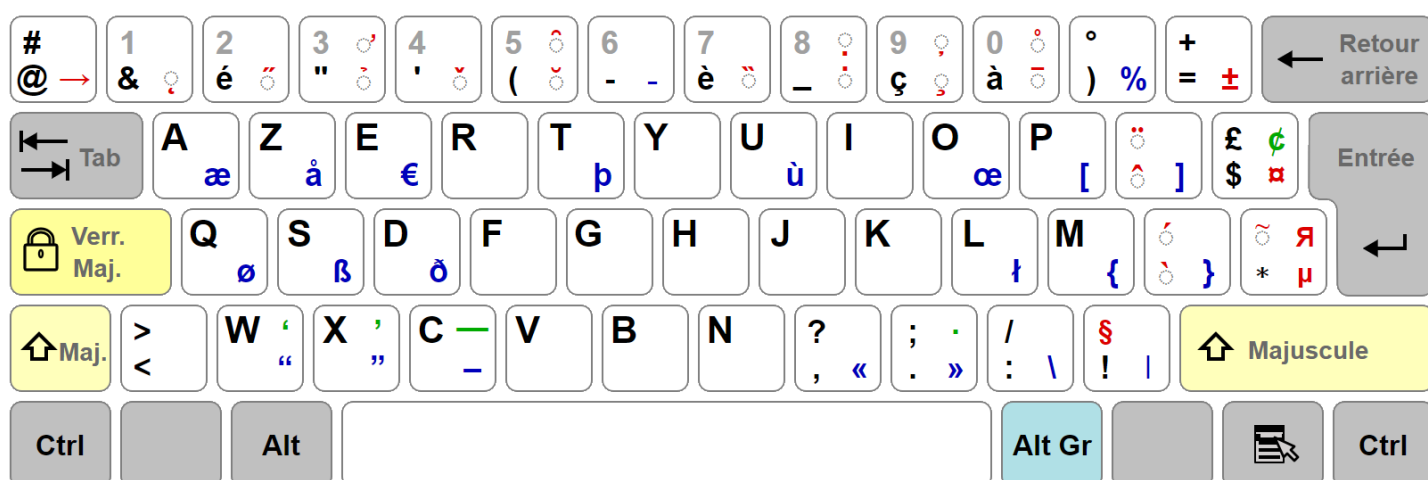 # 1 2 3 ◌̓ 4 5 ◌̑ 6 7 8 ◌̣ 9 ◌̦ 0 ◌̊ ° + Retour
@ → & ◌̨ é ◌̋ " ◌̉ ' ◌̌ ( ◌̆ - ‑ è ◌̏ _ ◌̇ ç ◌̧ à ◌̄ ) % = ± ← arrière
Tab A æ Z å E € R T þ Y U ù I O œ P [ ◌̈ ◌̂ ] £ ¢ $ ¤ Entrée
Verr. Maj. Q ø S ß D ð F G H J K L ł M { ◌́ ◌̀ } ◌̃ Я * µ
Maj. > < W ‘ “ X ’ ” C — – V B N ? , « ; · . » / : \ § ! | Majuscule
Ctrl Alt Alt Gr Ctrl